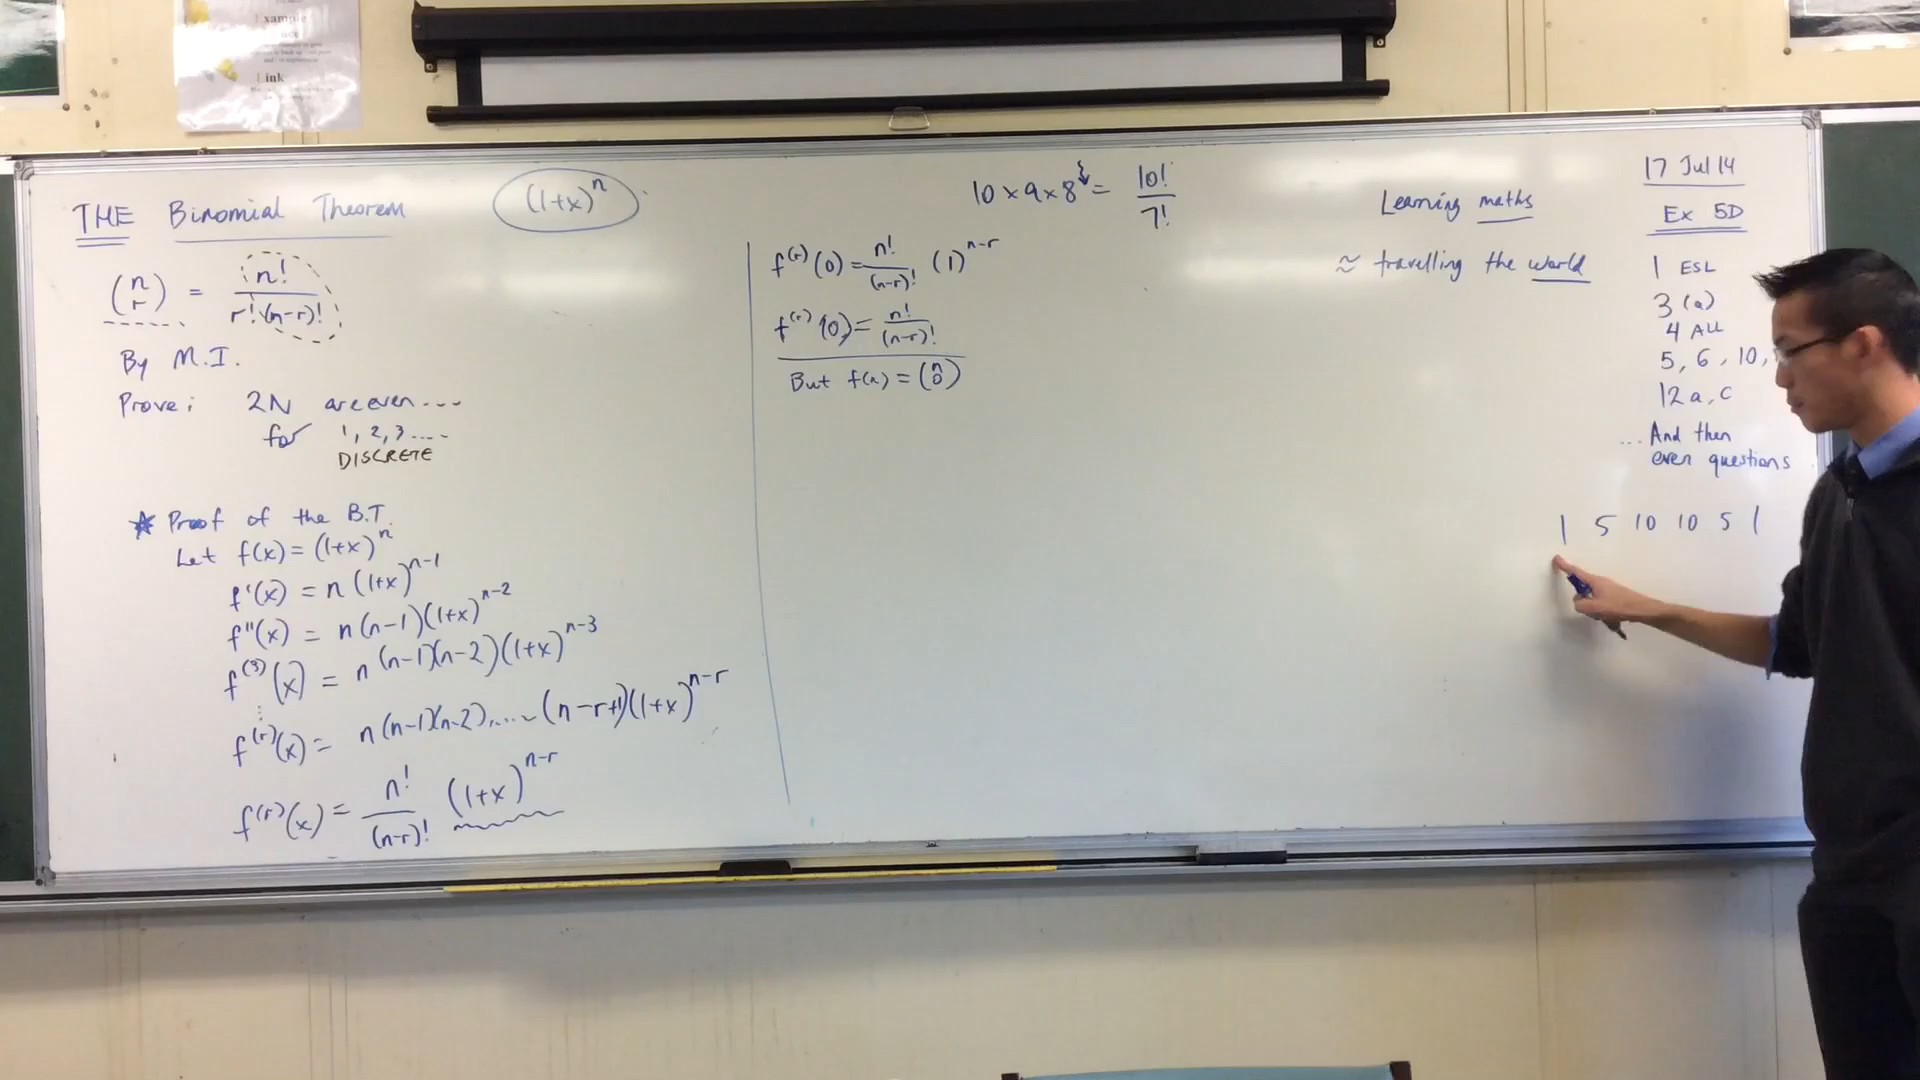 xample
ink
THE Binomial Theorem (1+x)^n
(n r) = n! / r!(n-r)!
By M.I.
Prove: 2N are even ....
for 1, 2, 3 ....
DISCRETE
* Proof of the B.T.
Let f(x) = (1+x)^n
f'(x) = n(1+x)^{n-1}
f''(x) = n(n-1)(1+x)^{n-2}
f^(3)(x) = n(n-1)(n-2)(1+x)^{n-3}
⋮
f^(r)(x) = n(n-1)(n-2)....(n-r+1)(1+x)^{n-r}
f^(r)(x) = n!/(n-r)! (1+x)^{n-r}
10 × 9 × 8 = 10!/7!
f^(r)(0) = n!/(n-r)! (1)^{n-r}
f^(r)(0) = n!/(n-r)!
But f(x) = (n 0)
Learning maths
≈ travelling the world
17 Jul 14
Ex 5D
1 ESL
3 (a)
4 ALL
5, 6, 10,
12 a, c
... And then
even questions
1 5 10 10 5 1